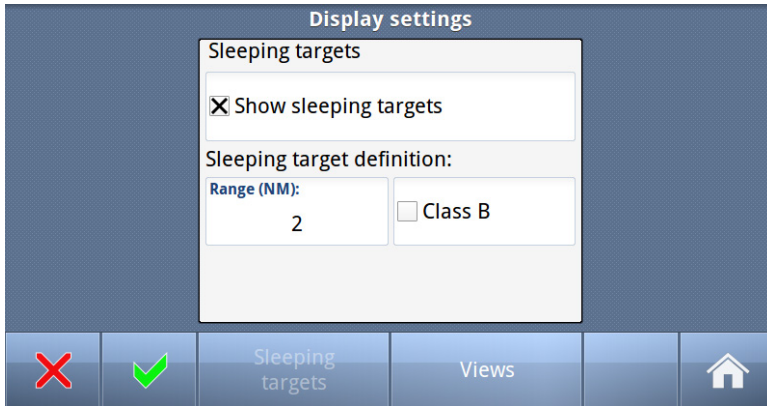 Display settings
Sleeping targets
Show sleeping targets
Sleeping target definition:
Range (NM):
2
Class B
Sleeping
targets
Views